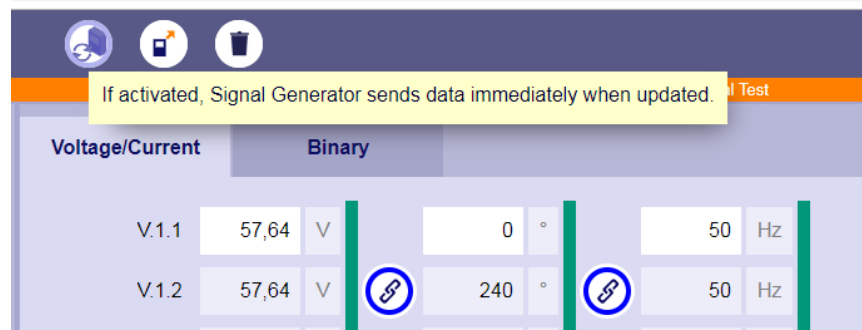 If activated, Signal Generator sends data immediately when updated.
Test
Voltage/Current Binary
V.1.1 57,64 V 0 ° 50 Hz
V.1.2 57,64 V 240 ° 50 Hz